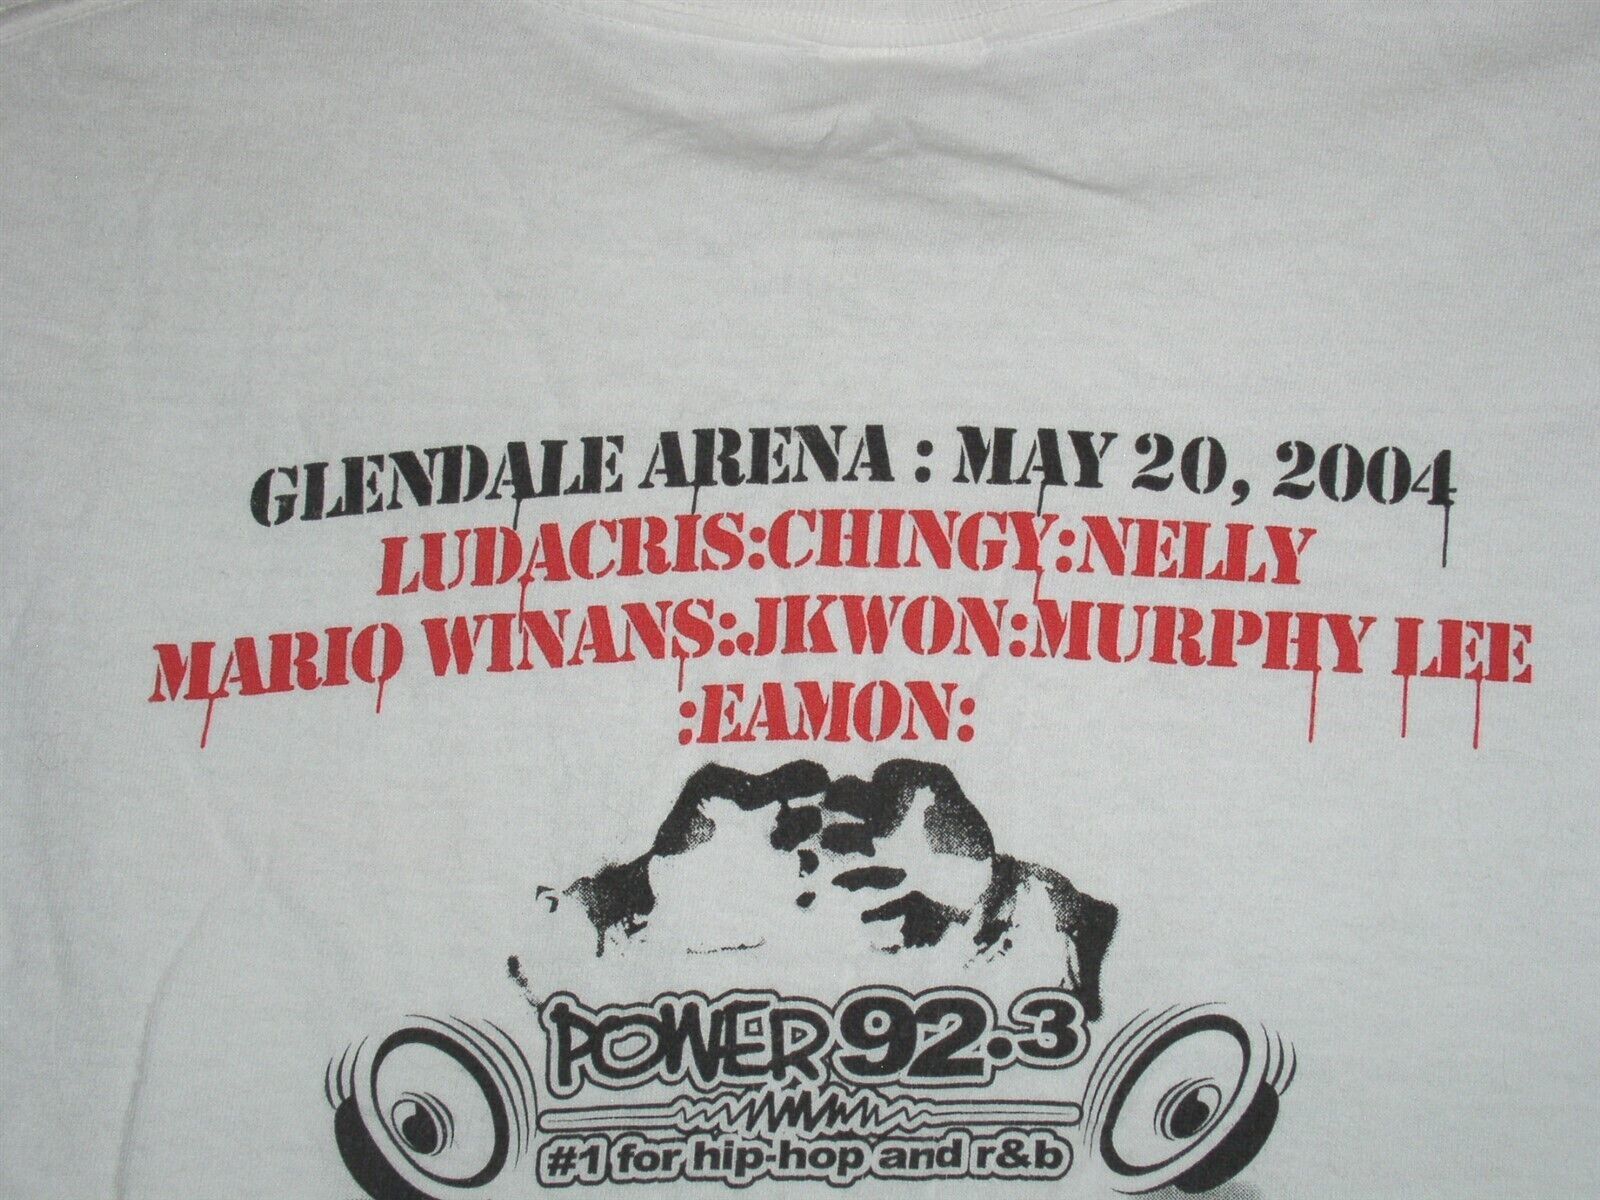 GLENDALE ARENA : MAY 20, 2004
LUDACRIS:CHINGY:NELLY
MARIO WINANS:JKWON:MURPHY LEE
:EAMON:
POWER 92.3
#1 for hip-hop and r&b